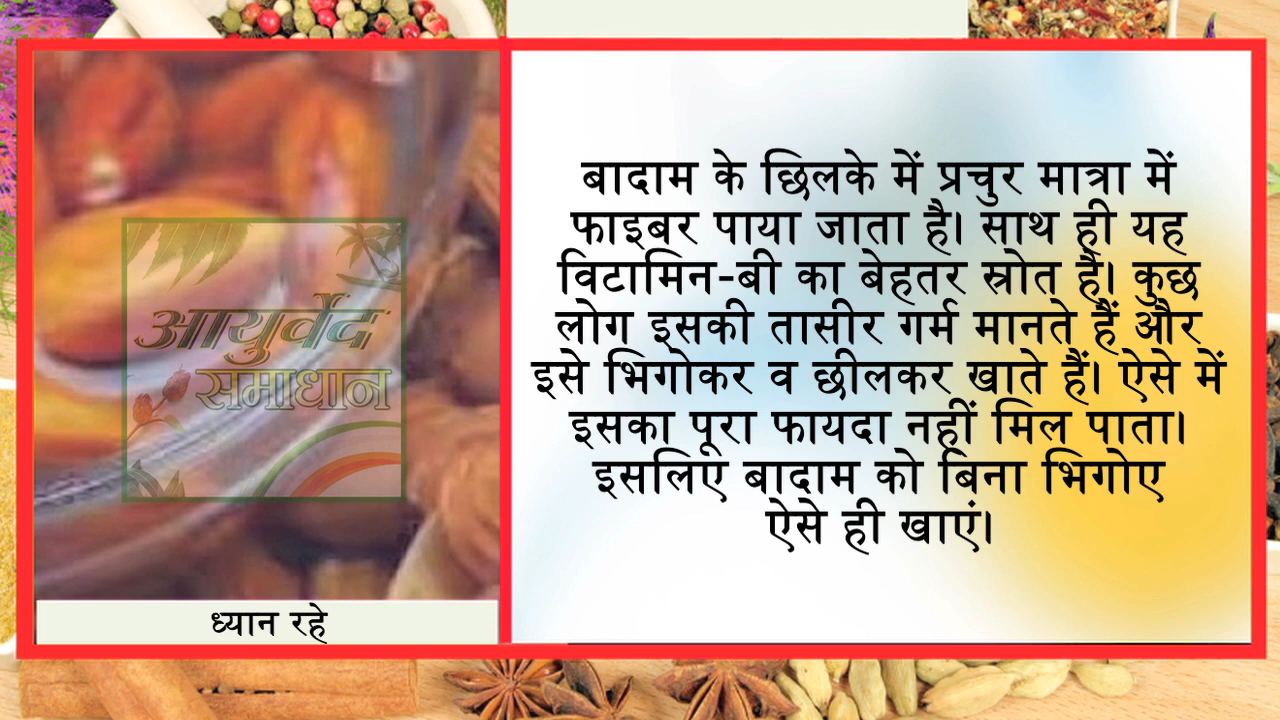 बादाम के छिलके में प्रचुर मात्रा में
फाइबर पाया जाता है। साथ ही यह
विटामिन-बी का बेहतर स्रोत है। कुछ
लोग इसकी तासीर गर्म मानते हैं और
इसे भिगोकर व छीलकर खाते हैं। ऐसे में
इसका पूरा फायदा नहीं मिल पाता।
इसलिए बादाम को बिना भिगोए
ऐसे ही खाएं।
आयुर्वेद
समाधान
ध्यान रहे